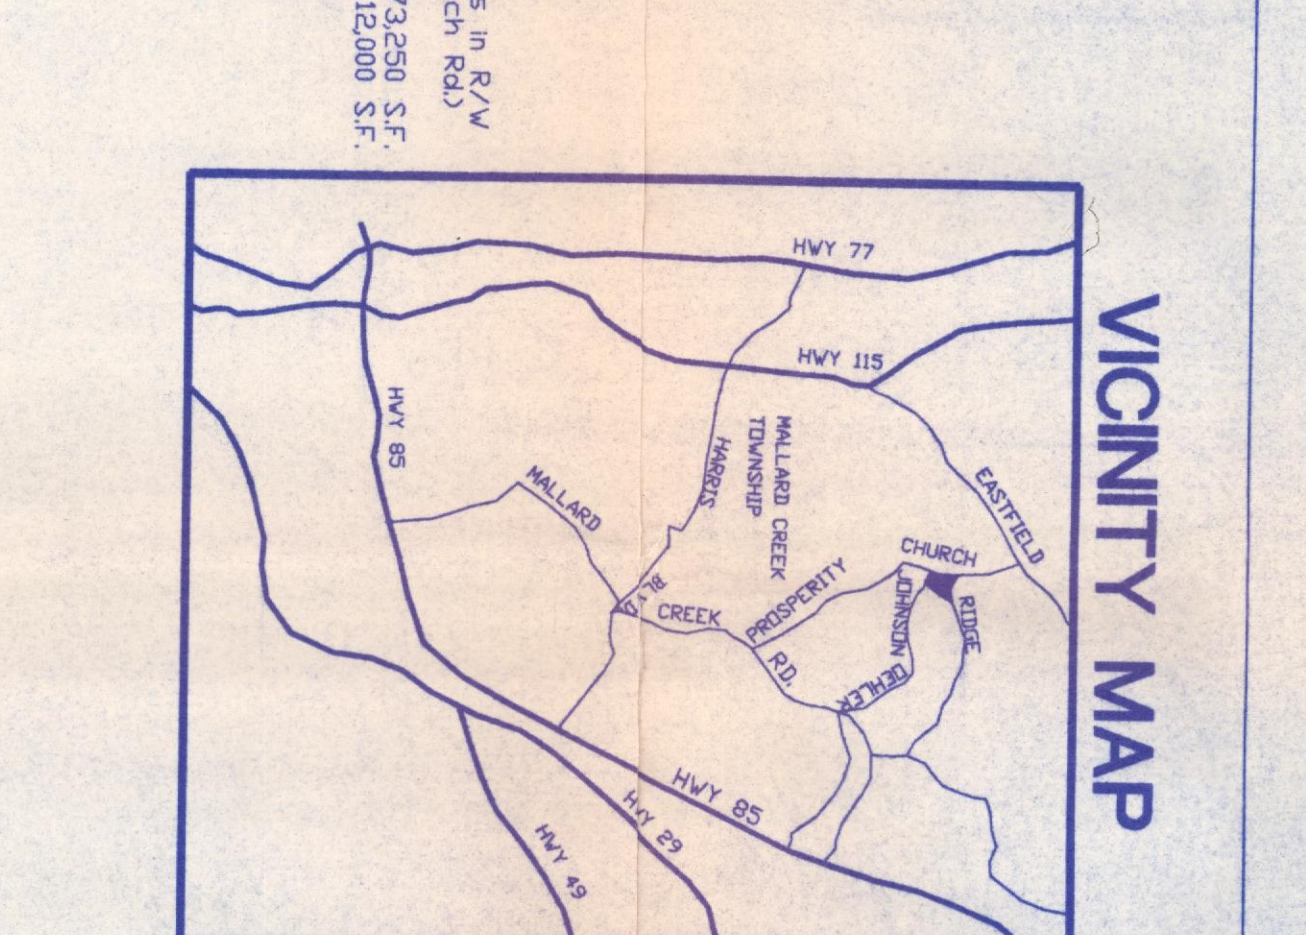 s in R/W
ch Rd.)
73,250 S.F.
12,000 S.F.
VICINITY MAP
HWY 77
HWY 115
HWY 85
HARRIS
BLVD
MALLARD CREEK
TOWNSHIP
MALLARD
CREEK
RD.
EASTFIELD
CHURCH
PROSPERITY
RIDGE
JOHNSON
OEHLER
HWY 85
HWY 29
HWY 49